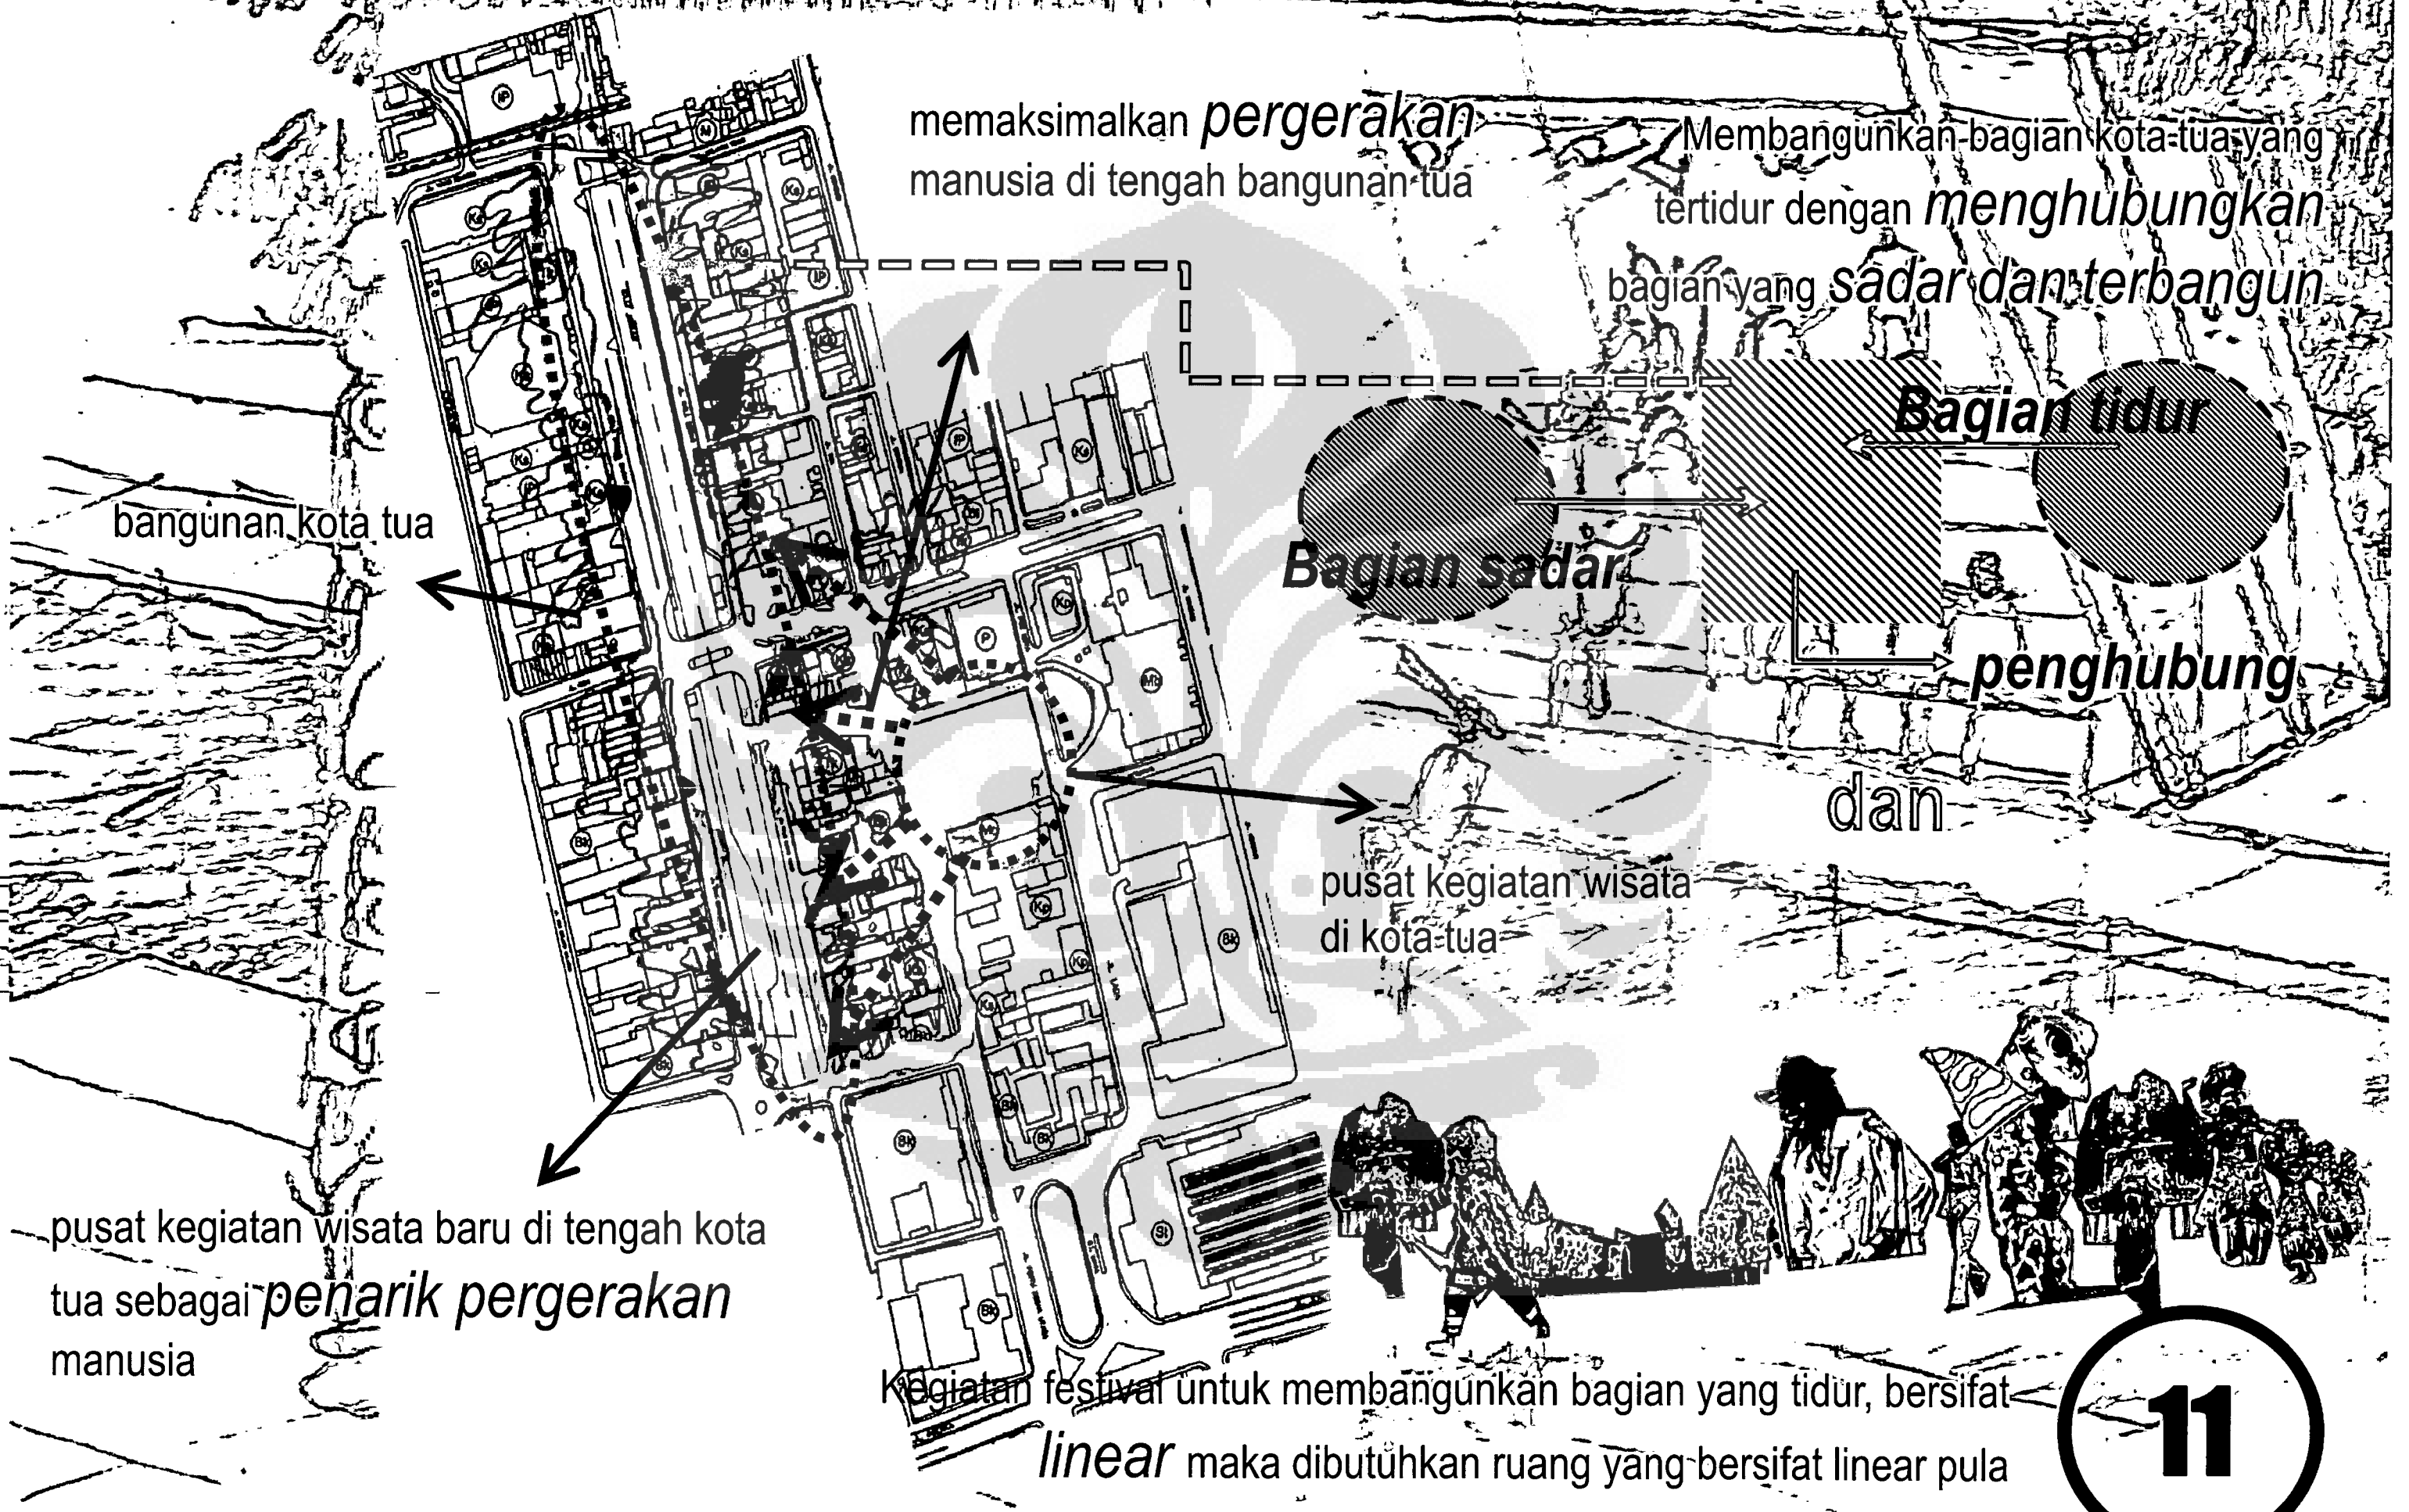 memaksimalkan pergerakan
manusia di tengah bangunan tua
Membangunkan bagian kota tua yang
tertidur dengan menghubungkan
bagian yang sadar dan terbangun
Bagian tidur
Bagian sadar
penghubung
dan
bangunan kota tua
pusat kegiatan wisata
di kota tua
pusat kegiatan wisata baru di tengah kota
tua sebagai penarik pergerakan
manusia
Kegiatan festival untuk membangunkan bagian yang tidur, bersifat
linear maka dibutuhkan ruang yang bersifat linear pula
11